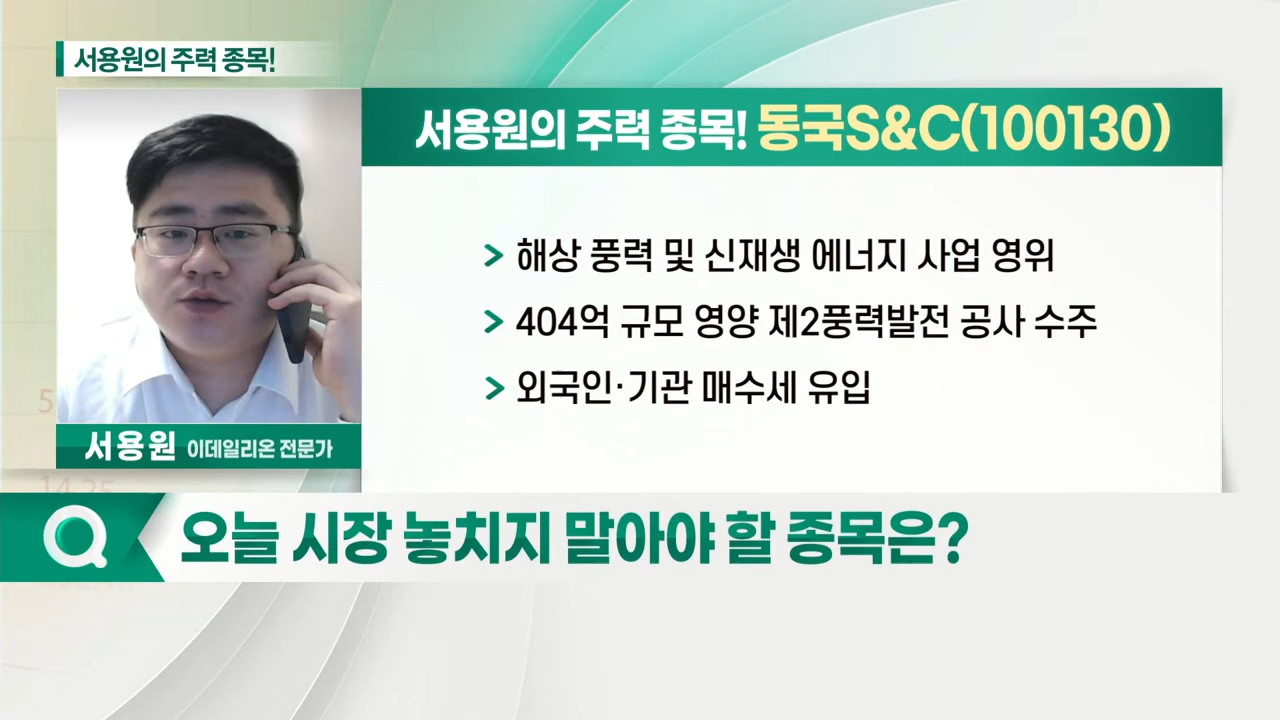 서용원의 주력 종목!
서용원의 주력 종목! 동국S&C(100130)
> 해상 풍력 및 신재생 에너지 사업 영위
> 404억 규모 영양 제2풍력발전 공사 수주
> 외국인·기관 매수세 유입
서용원 이데일리온 전문가
오늘 시장 놓치지 말아야 할 종목은?